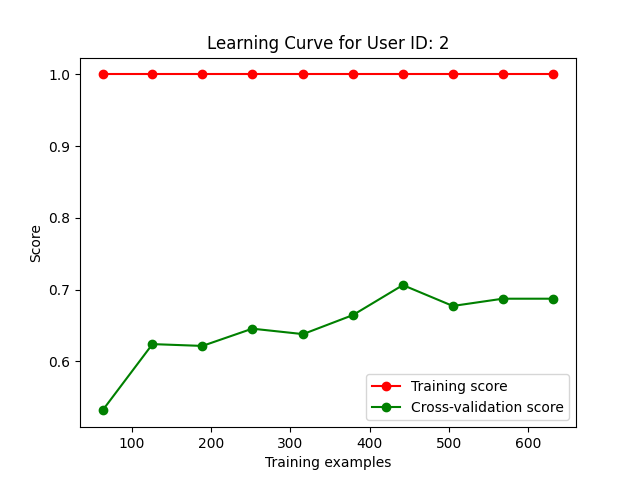 Learning Curve for User ID: 2
1.0
0.9
0.8
0.7
0.6
Score
100 200 300 400 500 600
Training examples
Training score
Cross-validation score